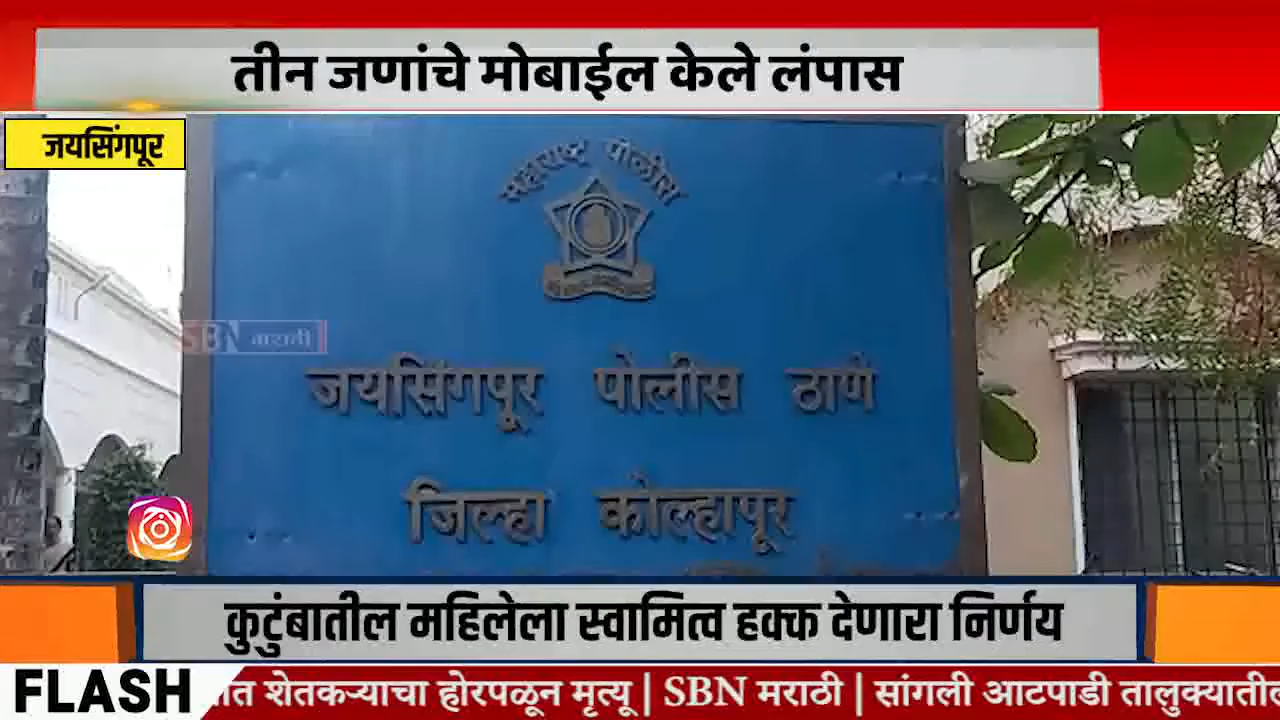 तीन जणांचे मोबाईल केले लंपास
जयसिंगपूर
महाराष्ट्र पोलीस
SBN मराठी
जयसिंगपूर पोलीस ठाणे
जिल्हा कोल्हापूर
कुटुंबातील महिलेला स्वामित्व हक्क देणारा निर्णय
FLASH शेतकऱ्याचा होरपळून मृत्यू | SBN मराठी | सांगली आटपाडी